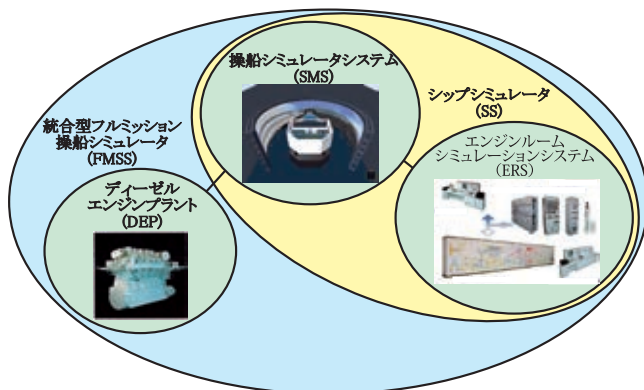 操船シミュレータシステム
(SMS)
シップシミュレータ
(SS)
統合型フルミッション
操船シミュレータ
(FMSS)
エンジンルーム
シミュレーションシステム
(ERS)
ディーゼル
エンジンプラント
(DEP)